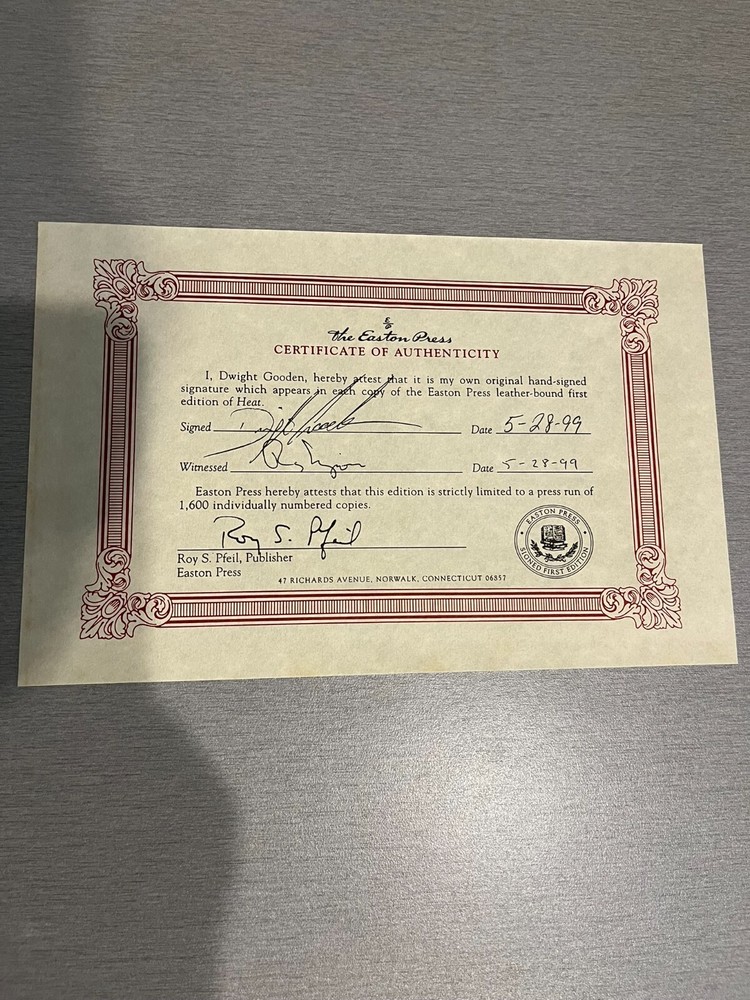 The Easton Press
CERTIFICATE OF AUTHENTICITY
I, Dwight Gooden, hereby attest that it is my own original hand-signed
signature which appears in each copy of the Easton Press leather-bound first
edition of Heat.
Signed Date 5-28-99
Witnessed Date 5-28-99
Easton Press hereby attests that this edition is strictly limited to a press run of
1,600 individually numbered copies.
Roy S. Pfeil
Roy S. Pfeil, Publisher
Easton Press
47 RICHARDS AVENUE, NORWALK, CONNECTICUT 06857
EASTON PRESS
SIGNED FIRST EDITION